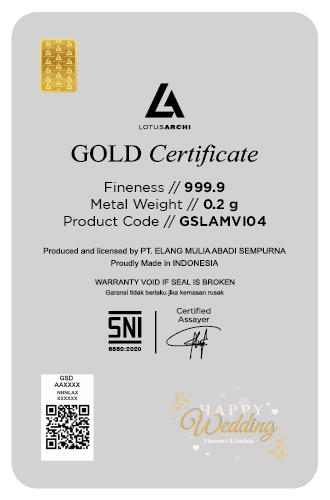 LOTUSARCHI
GOLD Certificate
Fineness // 999.9
Metal Weight // 0.2 g
Product Code // GSLAMVI04
Produced and licensed by PT. ELANG MULIA ABADI SEMPURNA
Proudly Made in INDONESIA
WARRANTY VOID IF SEAL IS BROKEN
Garansi tidak berlaku jika kemasan rusak
SNI
8880:2020
Certified
Assayer
GSD
AAXXXX
NNNLAX
XXXXXX
HAPPY
Wedding
Vincent & Indah